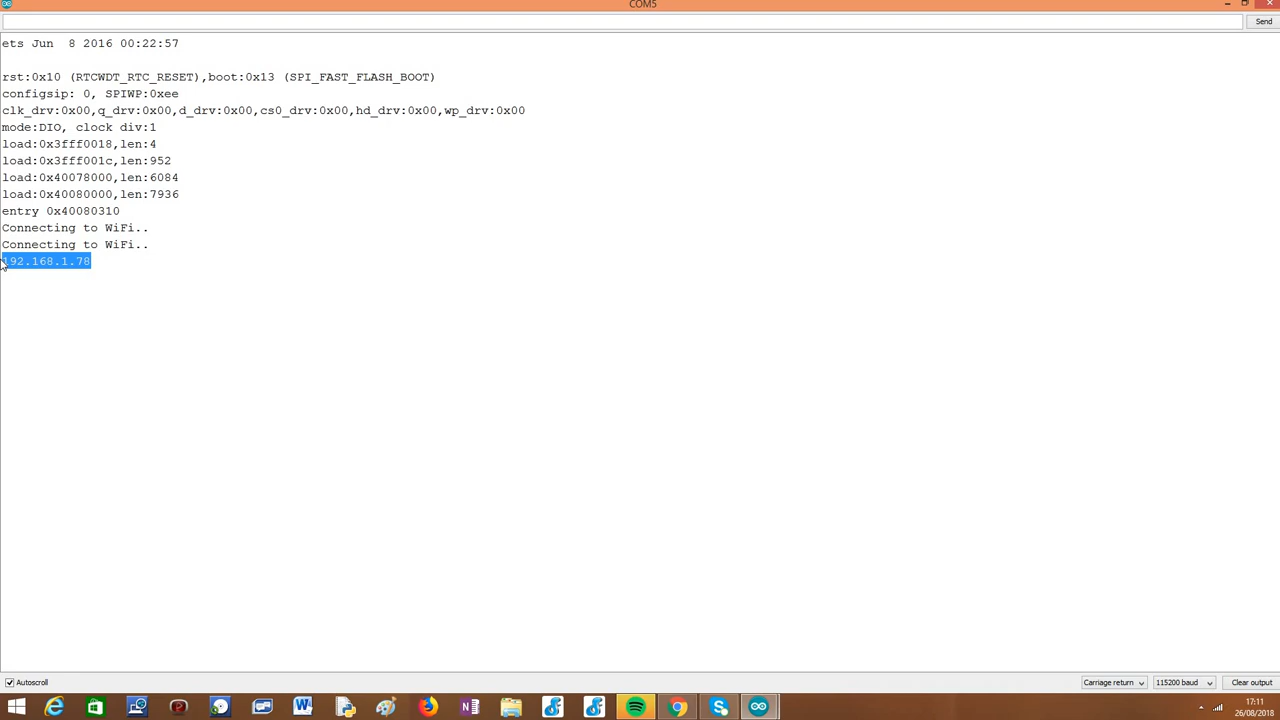 COM5
Send
ets Jun  8 2016 00:22:57
rst:0x10 (RTCWDT_RTC_RESET),boot:0x13 (SPI_FAST_FLASH_BOOT)
configsip: 0, SPIWP:0xee
clk_drv:0x00,q_drv:0x00,d_drv:0x00,cs0_drv:0x00,hd_drv:0x00,wp_drv:0x00
mode:DIO, clock div:1
load:0x3fff0018,len:4
load:0x3fff001c,len:952
load:0x40078000,len:6084
load:0x40080000,len:7936
entry 0x40080310
Connecting to WiFi..
Connecting to WiFi..
192.168.1.78
Autoscroll
Carriage return
115200 baud
Clear output
17:11
26/08/2018